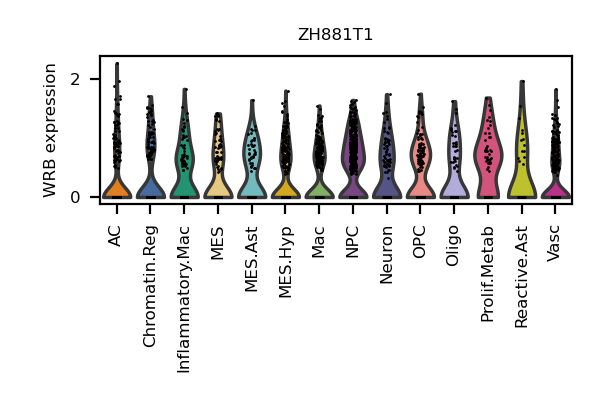 ZH881T1
WRB expression
2
0
AC
Chromatin.Reg
Inflammatory.Mac
MES
MES.Ast
MES.Hyp
Mac
NPC
Neuron
OPC
Oligo
Prolif.Metab
Reactive.Ast
Vasc